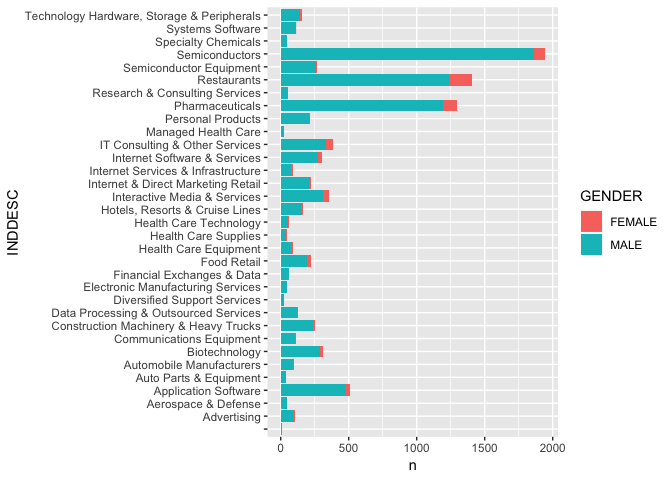 Technology Hardware, Storage & Peripherals
Systems Software
Specialty Chemicals
Semiconductors
Semiconductor Equipment
Restaurants
Research & Consulting Services
Pharmaceuticals
Personal Products
Managed Health Care
IT Consulting & Other Services
Internet Software & Services
Internet Services & Infrastructure
Internet & Direct Marketing Retail
Interactive Media & Services
Hotels, Resorts & Cruise Lines
Health Care Technology
Health Care Supplies
Health Care Equipment
Food Retail
Financial Exchanges & Data
Electronic Manufacturing Services
Diversified Support Services
Data Processing & Outsourced Services
Construction Machinery & Heavy Trucks
Communications Equipment
Biotechnology
Automobile Manufacturers
Auto Parts & Equipment
Application Software
Aerospace & Defense
Advertising
INDDESC
0 500 1000 1500 2000
n
GENDER
FEMALE
MALE